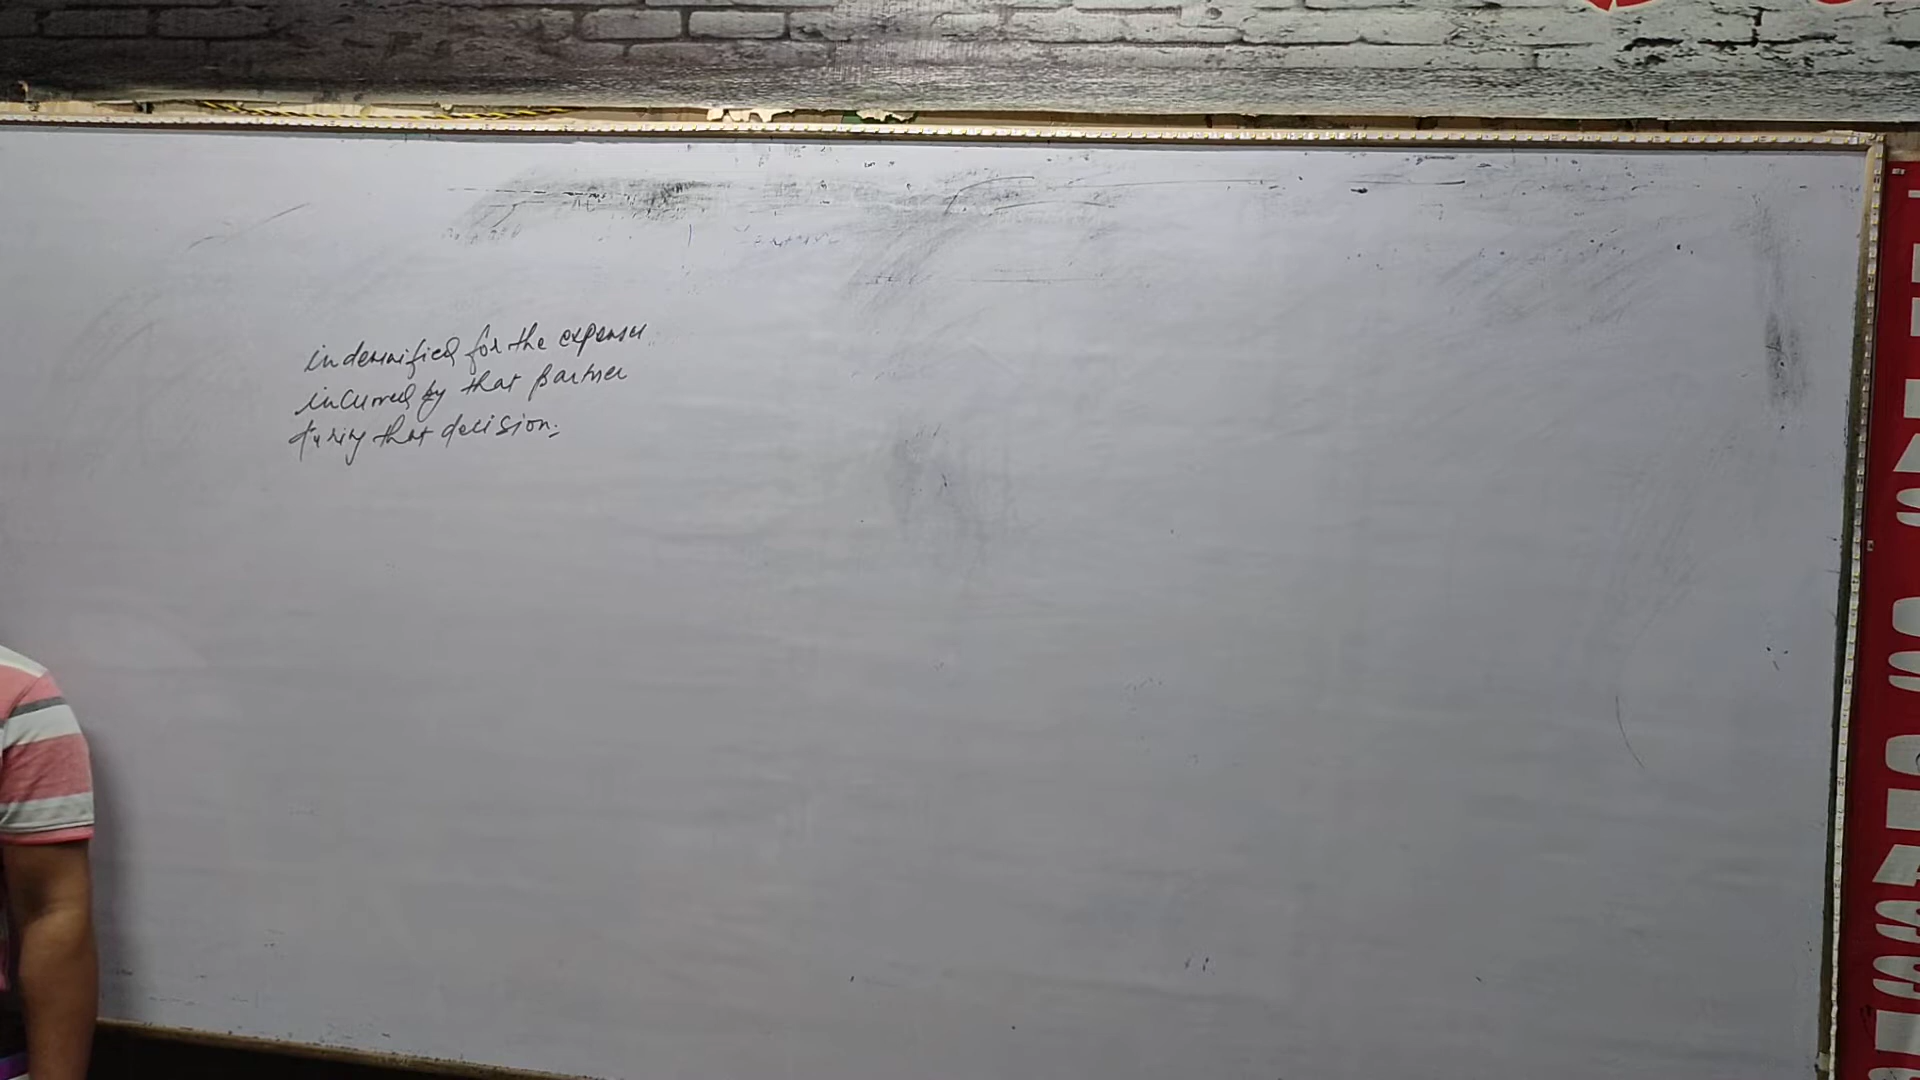 indemnified for the expenses
incurred by that partner
during that decision.